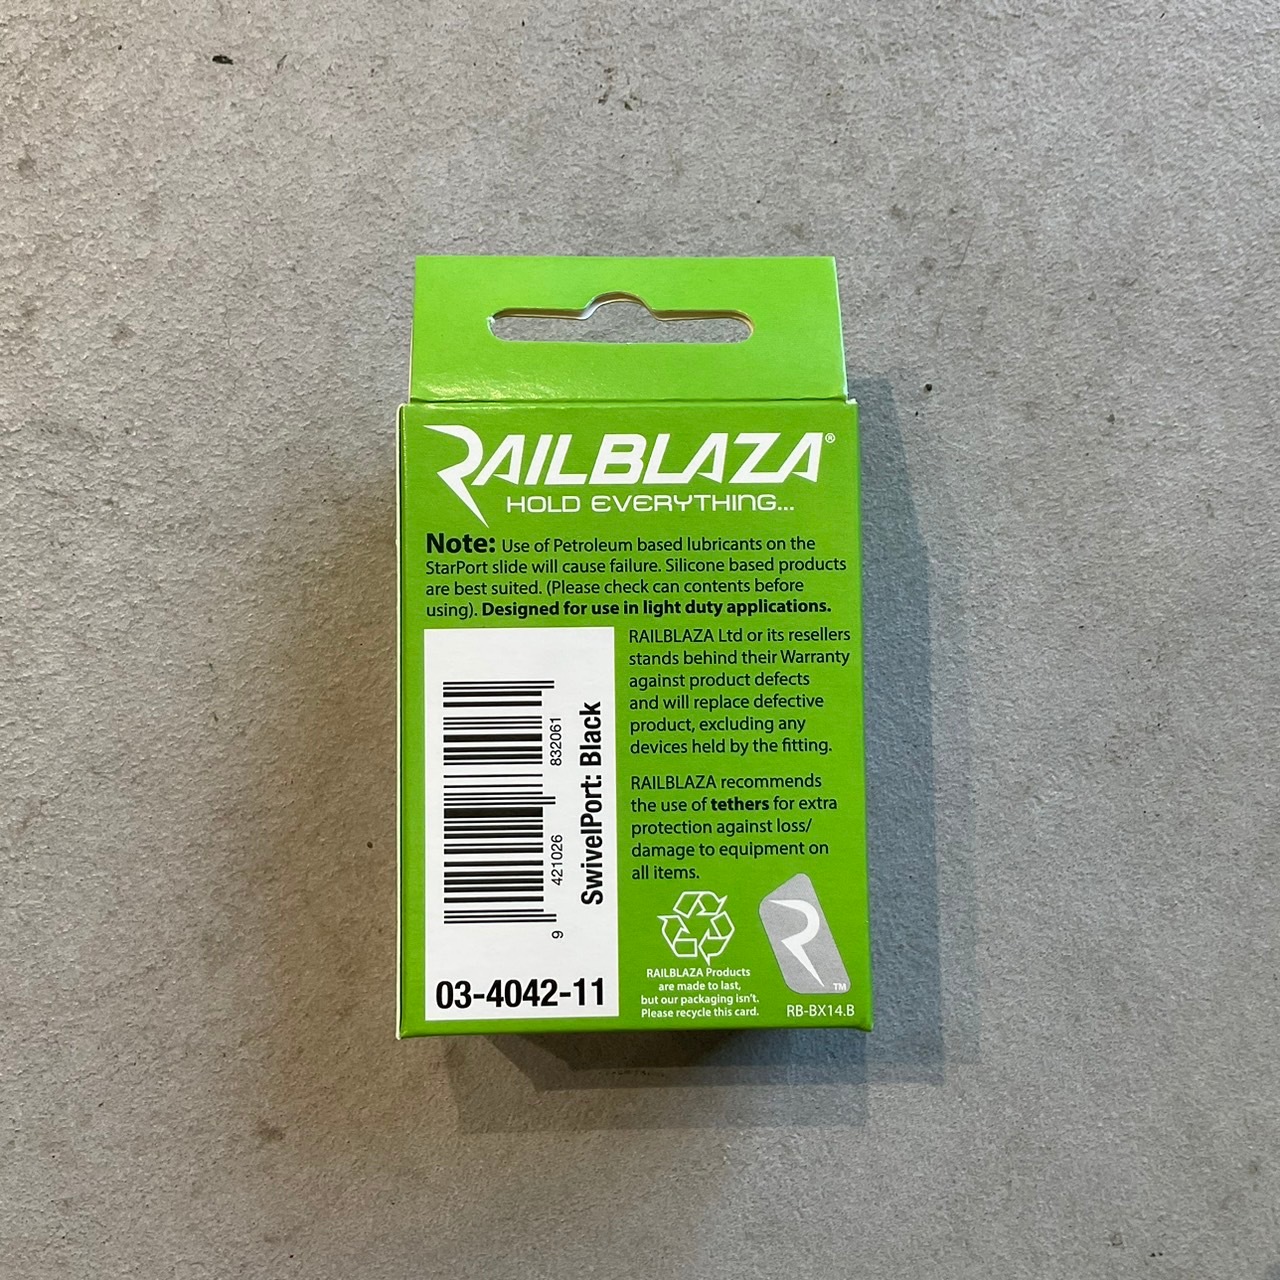 RAILBLAZA®
HOLD EVERYTHING...
Note: Use of Petroleum based lubricants on the
StarPort slide will cause failure. Silicone based products
are best suited. (Please check can contents before
using). Designed for use in light duty applications.
RAILBLAZA Ltd or its resellers
stands behind their Warranty
against product defects
and will replace defective
product, excluding any
devices held by the fitting.
RAILBLAZA recommends
the use of tethers for extra
protection against loss/
damage to equipment on
all items.
9 421026 832061
SwivelPort: Black
03-4042-11
RAILBLAZA Products
are made to last,
but our packaging isn't.
Please recycle this card.
R
TM
RB-BX14.B